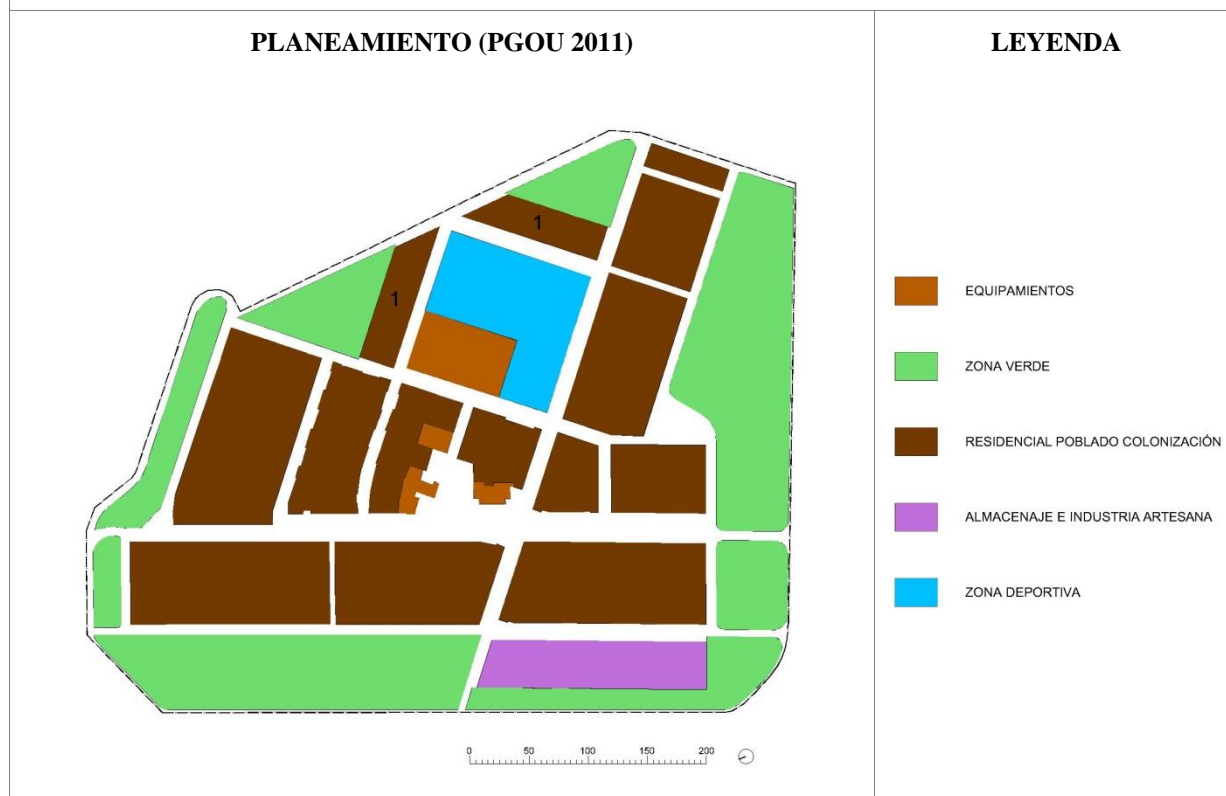 PLANEAMIENTO (PGOU 2011)
LEYENDA
1
1
EQUIPAMIENTOS
ZONA VERDE
RESIDENCIAL POBLADO COLONIZACIÓN
ALMACENAJE E INDUSTRIA ARTESANA
ZONA DEPORTIVA
0 50 100 150 200